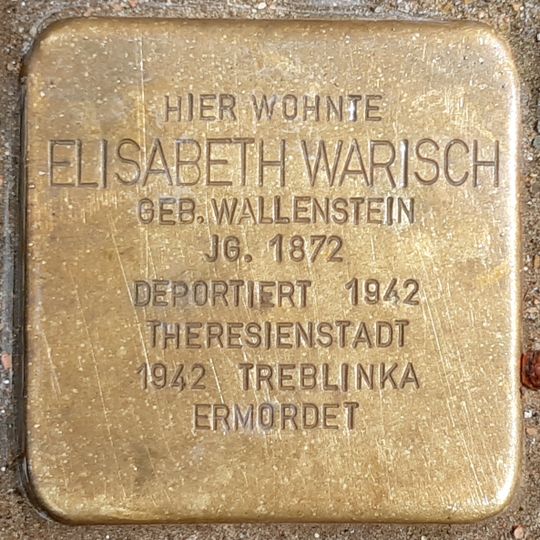 HIER WOHNTE
ELISABETH WARISCH
GEB. WALLENSTEIN
JG. 1872
DEPORTIERT 1942
THERESIENSTADT
1942 TREBLINKA
ERMORDET